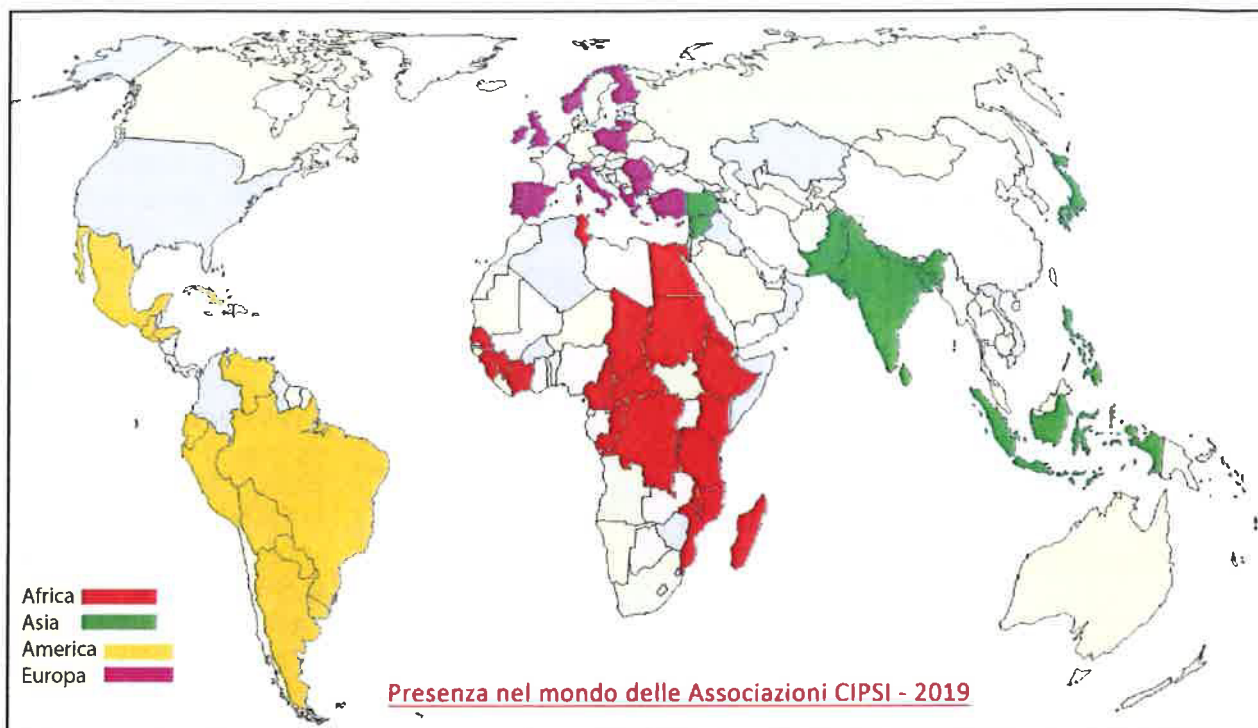 Africa
Asia
America
Europa
Presenza nel mondo delle Associazioni CIPSI - 2019